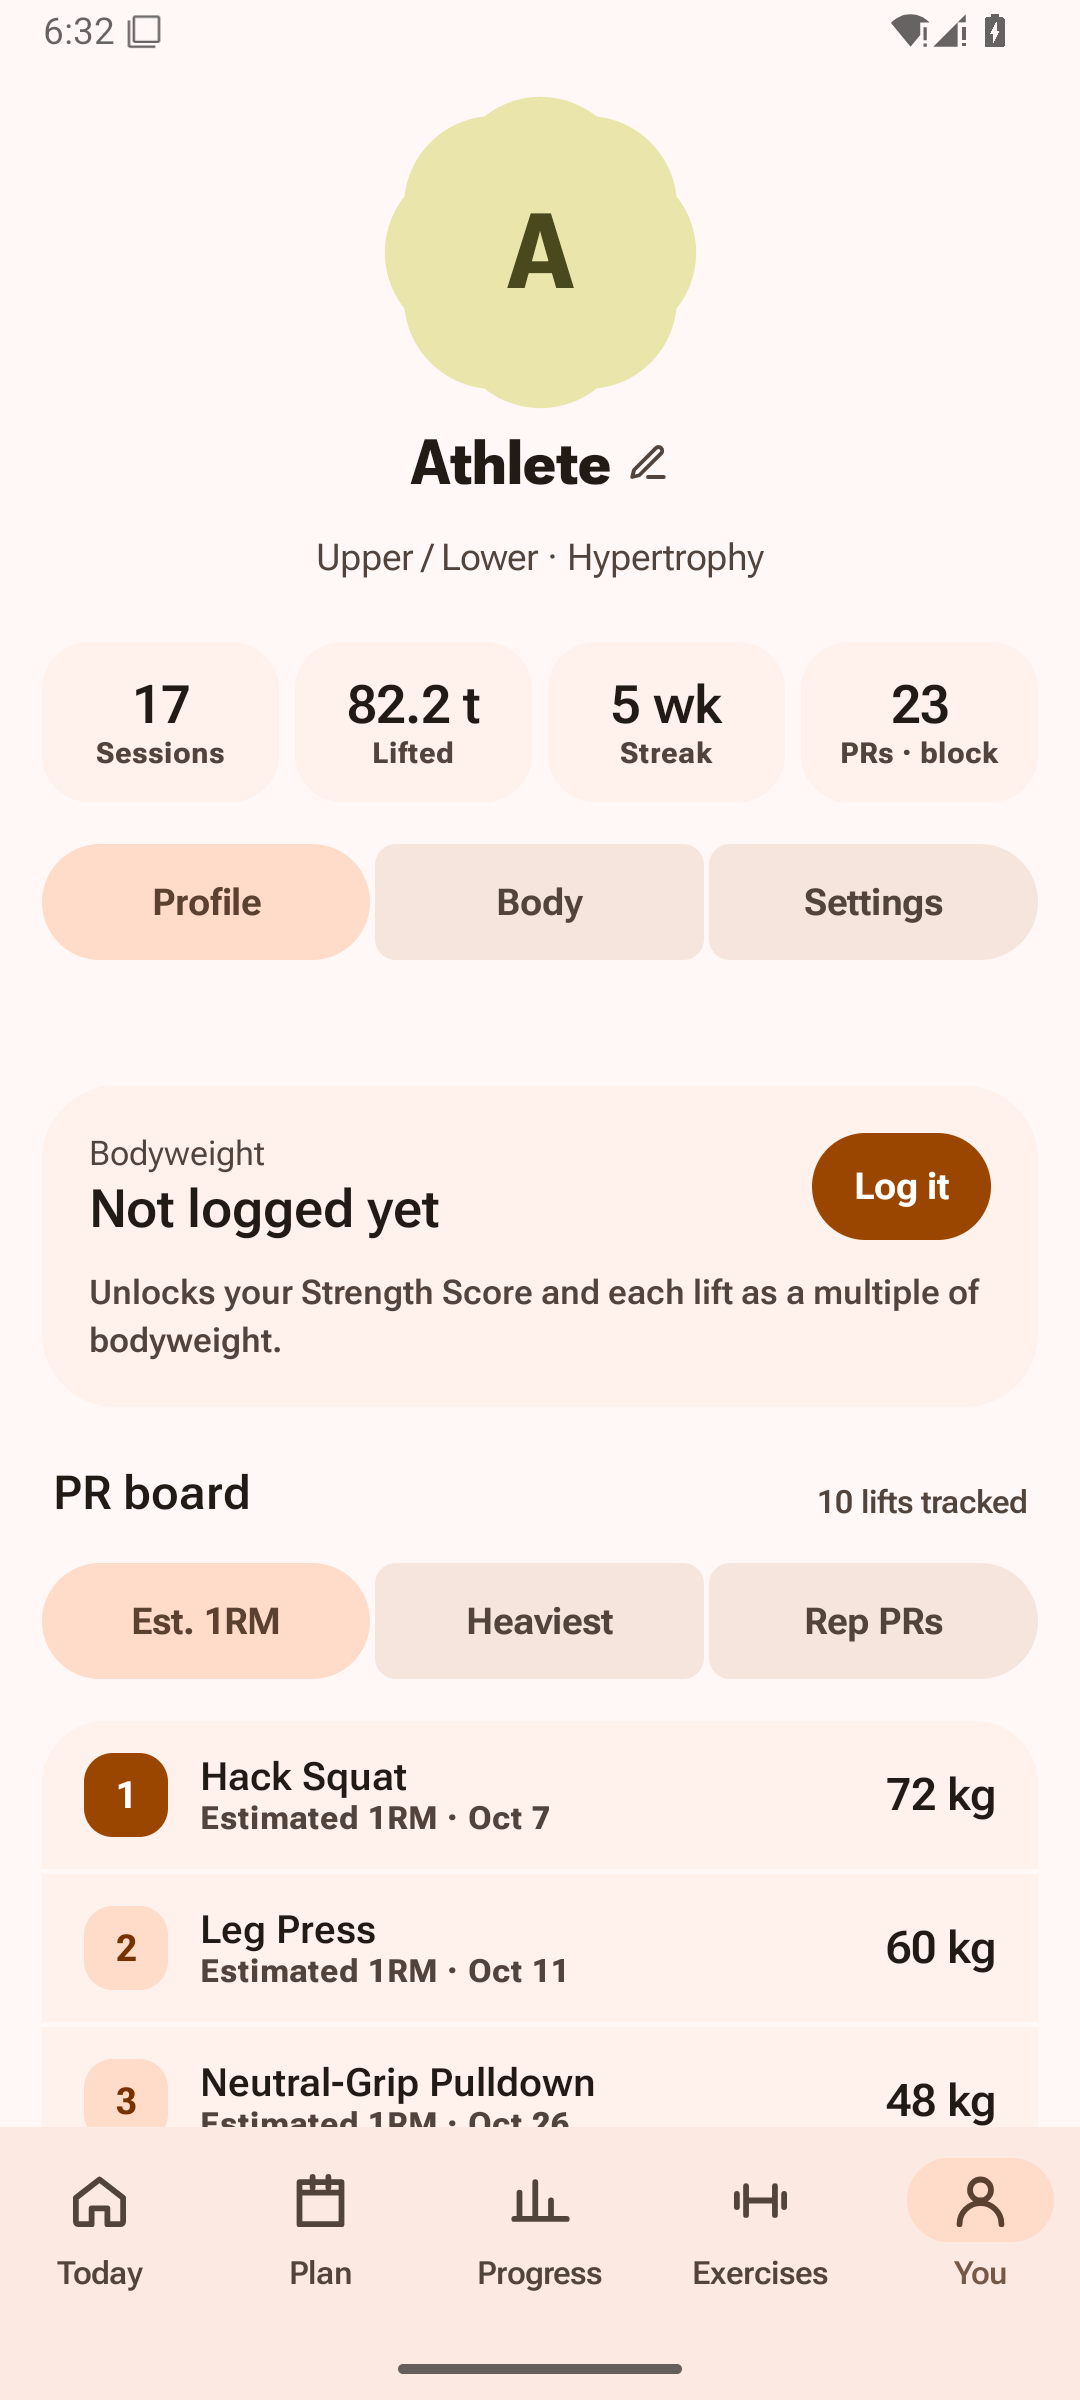 6:32
A
Athlete
Upper / Lower · Hypertrophy
17
Sessions
82.2 t
Lifted
5 wk
Streak
23
PRs · block
Profile
Body
Settings
Bodyweight
Not logged yet
Log it
Unlocks your Strength Score and each lift as a multiple of
bodyweight.
PR board
10 lifts tracked
Est. 1RM
Heaviest
Rep PRs
1
Hack Squat
Estimated 1RM · Oct 7
72 kg
2
Leg Press
Estimated 1RM · Oct 11
60 kg
3
Neutral-Grip Pulldown
Estimated 1RM · Oct 26
48 kg
Today
Plan
Progress
Exercises
You